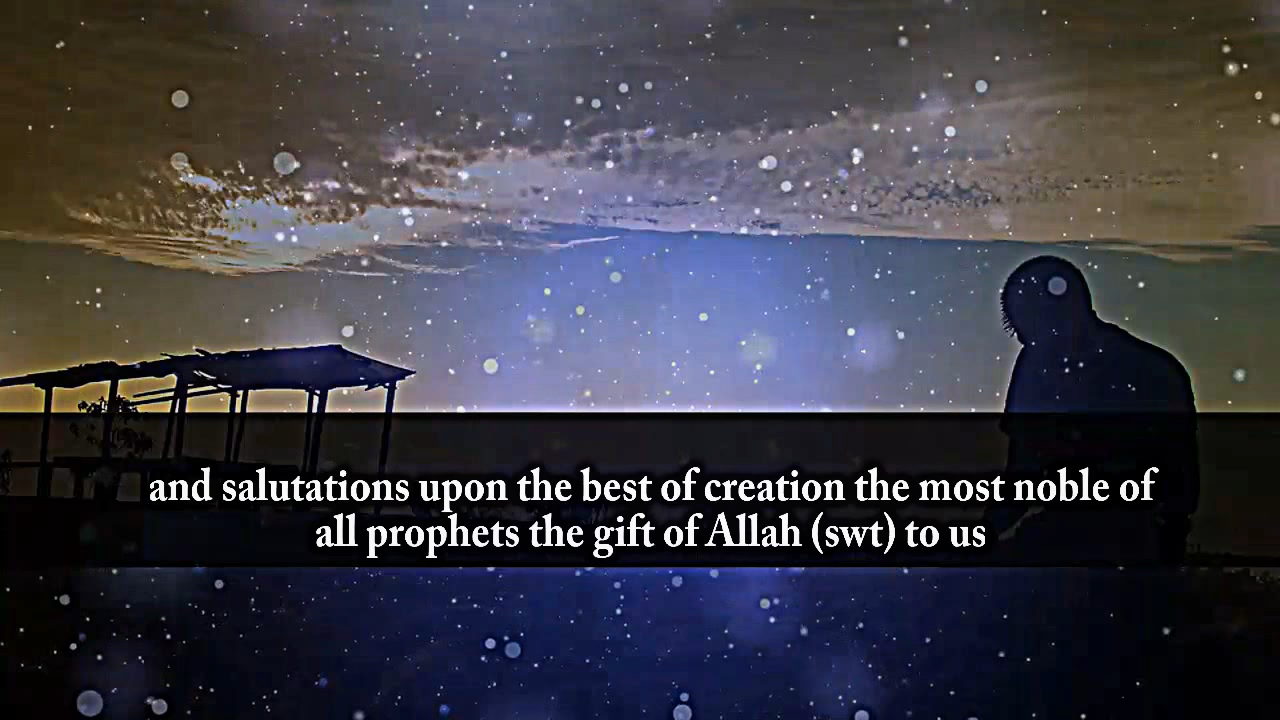 and salutations upon the best of creation the most noble of
all prophets the gift of Allah (swt) to us